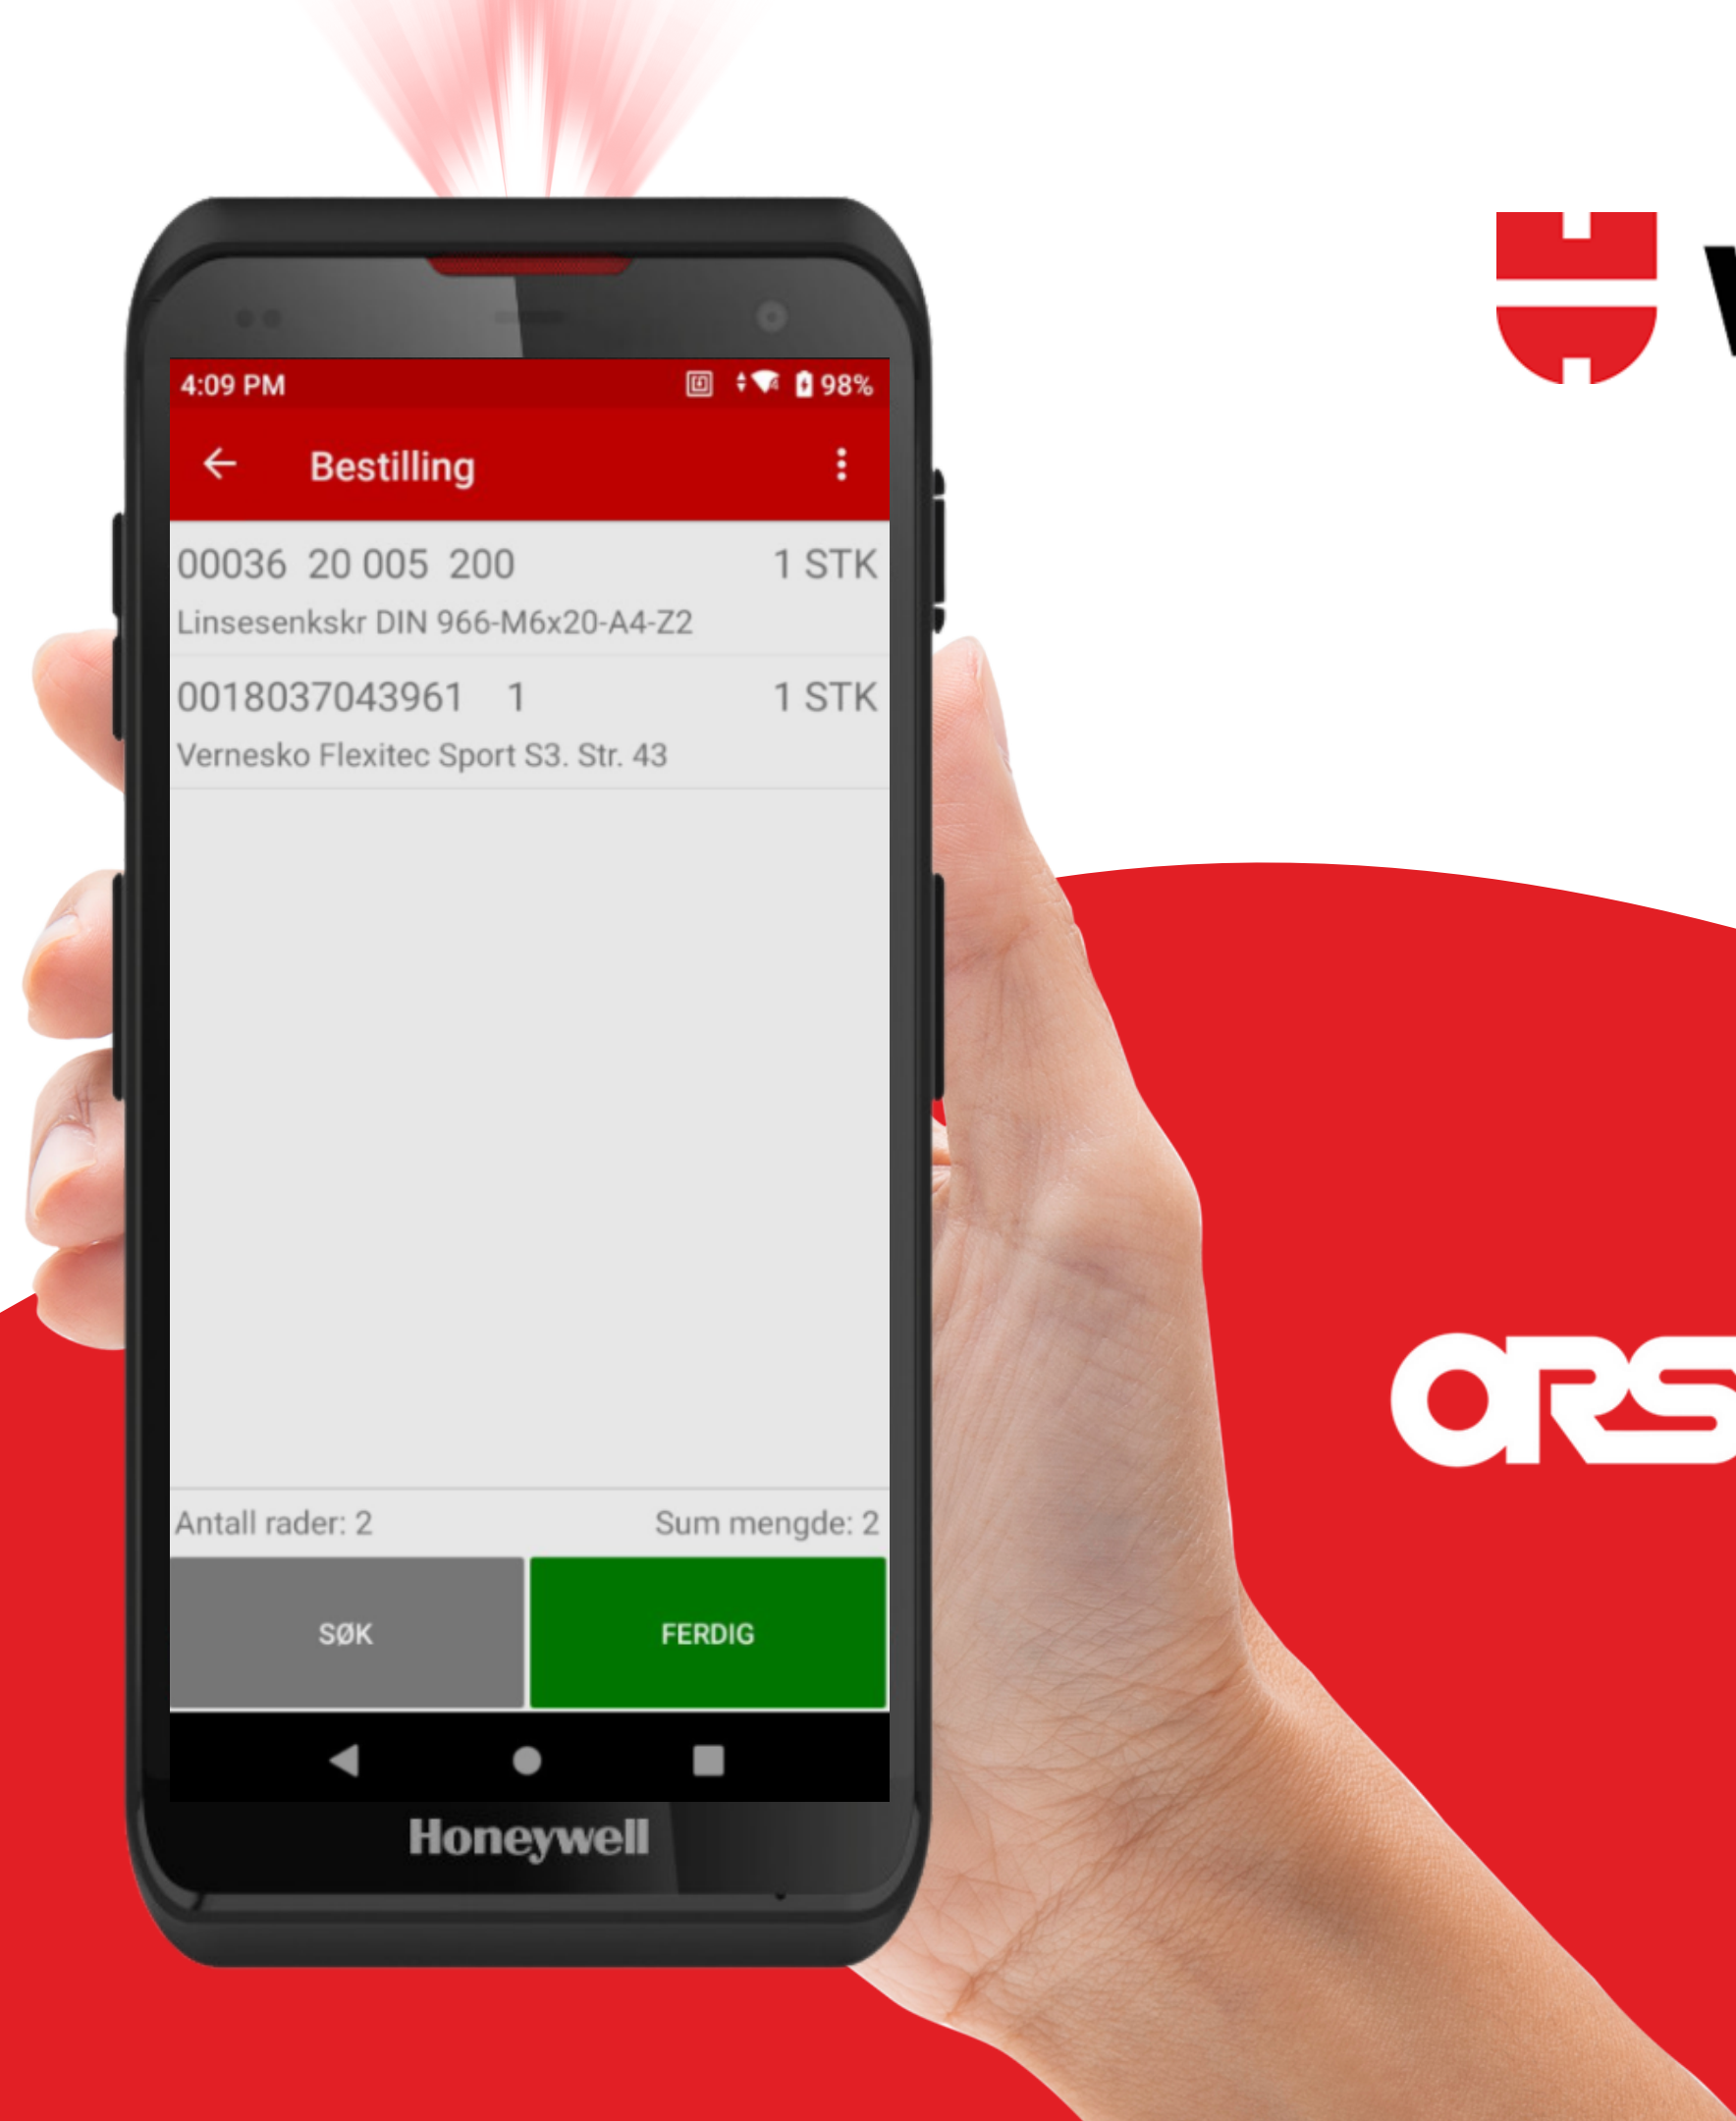 4:09 PM
98%
Bestilling
00036 20 005 200
1 STK
Linsesenkskr DIN 966-M6x20-A4-Z2
0018037043961 1
1 STK
Vernesko Flexitec Sport S3. Str. 43
Antall rader: 2
Sum mengde: 2
SØK
FERDIG
Honeywell
W
ORS